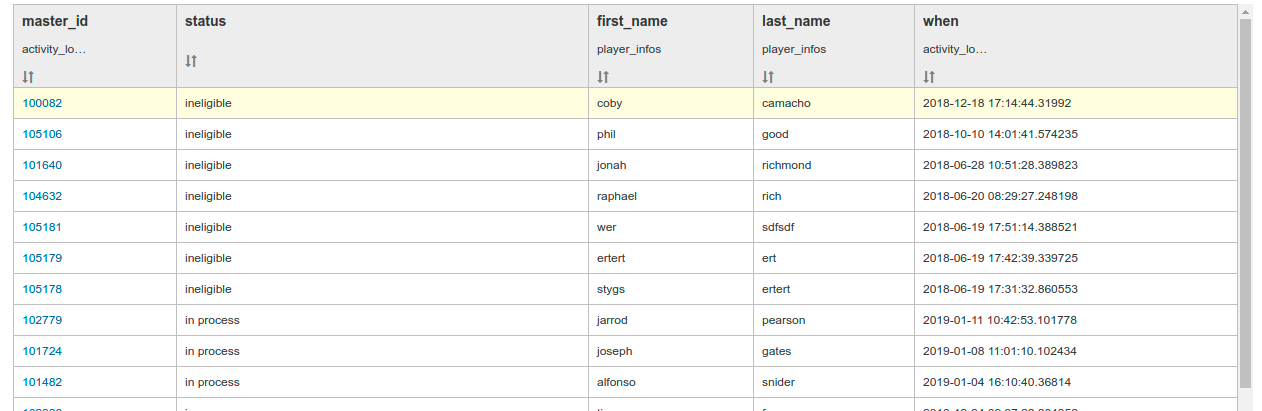 master_id status first_name last_name when
activity_lo… player_infos player_infos activity_lo…
100082 ineligible coby camacho 2018-12-18 17:14:44.31992
105106 ineligible phil good 2018-10-10 14:01:41.574235
101640 ineligible jonah richmond 2018-06-28 10:51:28.389823
104632 ineligible raphael rich 2018-06-20 08:29:27.248198
105181 ineligible wer sdfsdf 2018-06-19 17:51:14.388521
105179 ineligible ertert ert 2018-06-19 17:42:39.339725
105178 ineligible stygs ertert 2018-06-19 17:31:32.860553
102779 in process jarrod pearson 2019-01-11 10:42:53.101778
101724 in process joseph gates 2019-01-08 11:01:10.102434
101482 in process alfonso snider 2019-01-04 16:10:40.36814